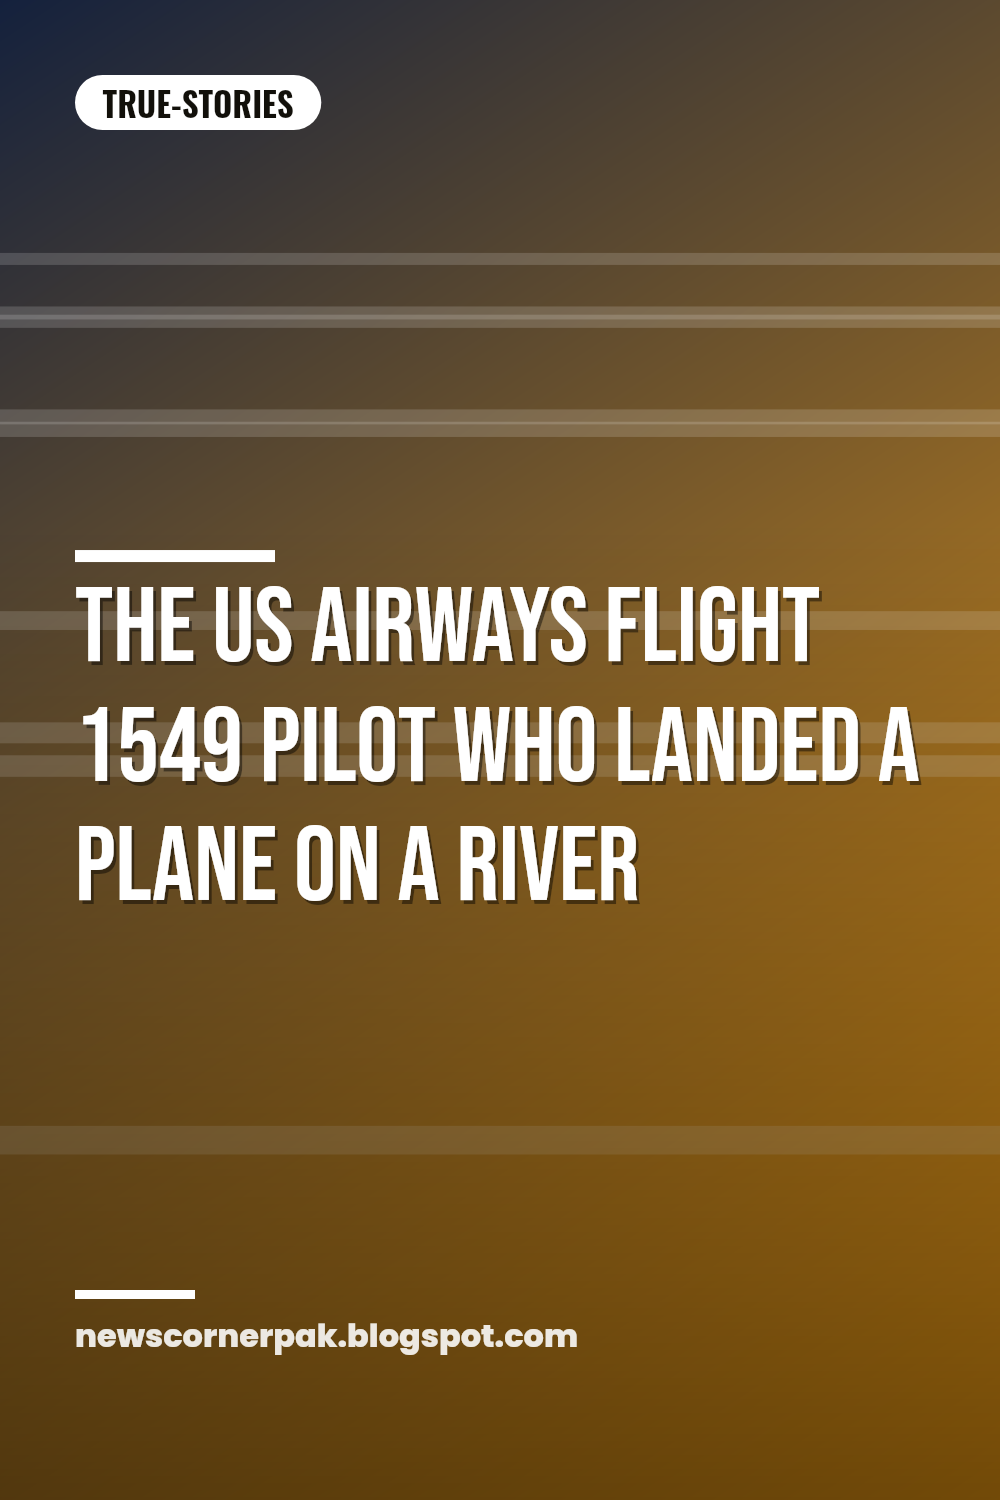 TRUE-STORIES
THE US AIRWAYS FLIGHT
1549 PILOT WHO LANDED A
PLANE ON A RIVER
newscornerpak.blogspot.com